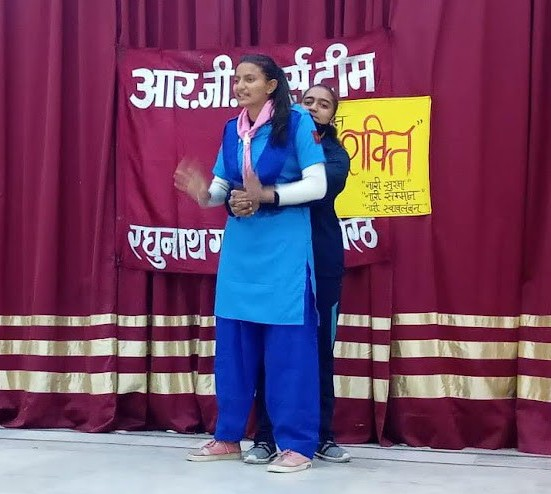 आर.जी. टीम
रघुनाथ
शक्ति"
"नारी सुरक्षा"
"नारी सम्मान"
"नारी स्वावलंबन"